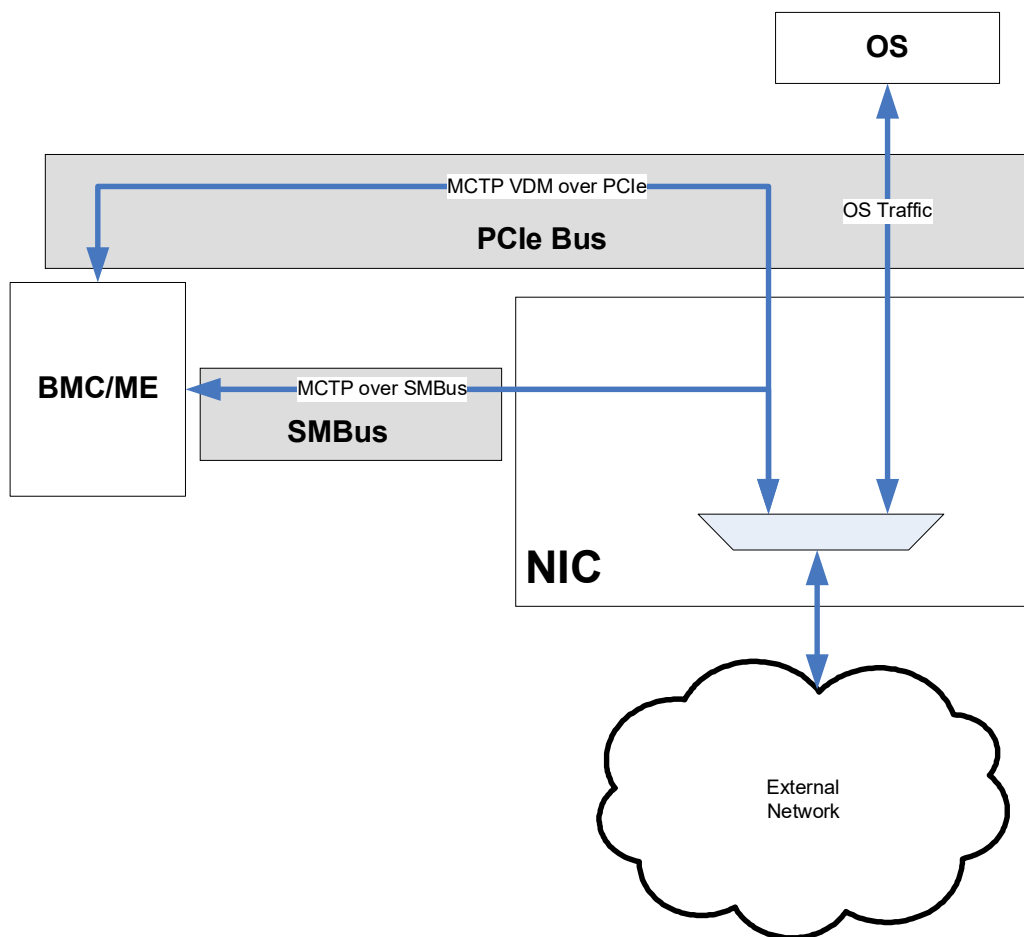 OS
MCTP VDM over PCIe
OS Traffic
PCIe Bus
BMC/ME
MCTP over SMBus
SMBus
NIC
External
Network